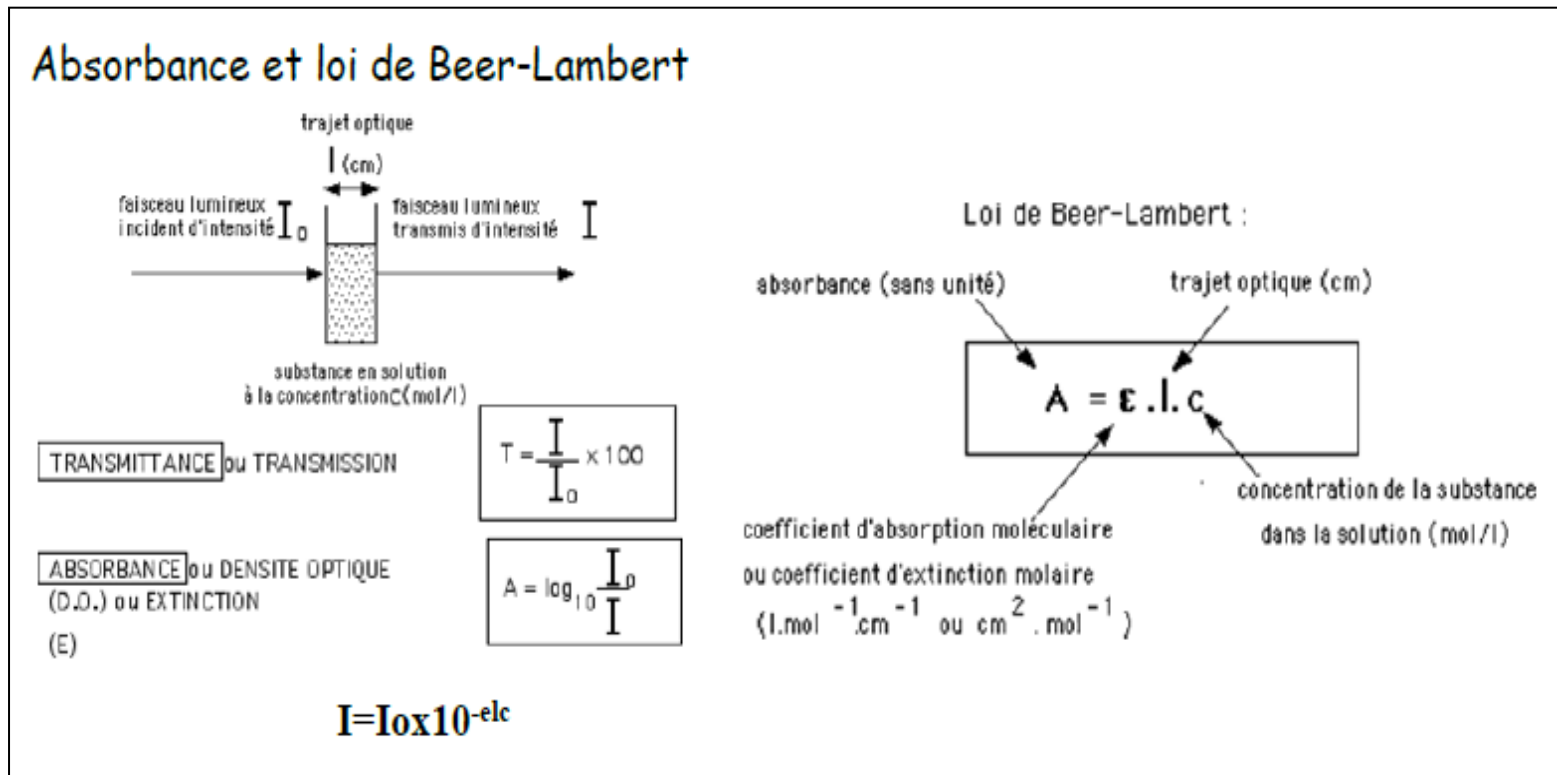 Absorbance et loi de Beer-Lambert
trajet optique
l (cm)
faisceau lumineux
incident d'intensité I0
faisceau lumineux
transmis d'intensité I
substance en solution
à la concentration C(mol/l)
TRANSMITTANCE ou TRANSMISSION
T = I/I0 × 100
ABSORBANCE ou DENSITE OPTIQUE
(D.O.) ou EXTINCTION
(E)
A = log10 I0/I
I=Iox10-elc
Loi de Beer-Lambert :
absorbance (sans unité)
trajet optique (cm)
A = ε .l. c
coefficient d'absorption moléculaire
ou coefficient d'extinction molaire
(l.mol -1.cm-1 ou cm2 . mol-1 )
concentration de la substance
dans la solution (mol/l)